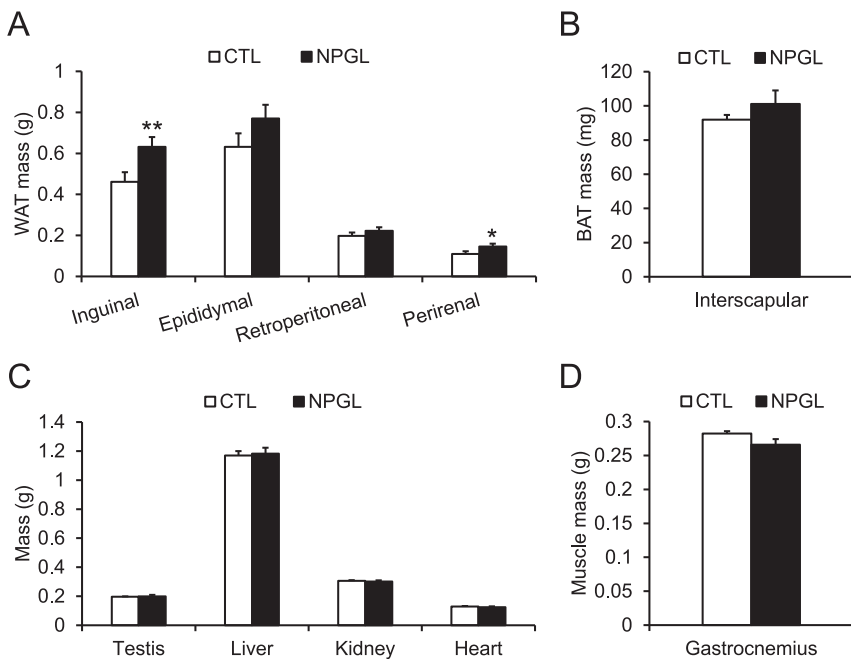 A
CTL NPGL
WAT mass (g)
1
0.8
0.6
0.4
0.2
0
**
*
Inguinal
Epididymal
Retroperitoneal
Perirenal
B
CTL NPGL
BAT mass (mg)
120
100
80
60
40
20
0
Interscapular
C
CTL NPGL
Mass (g)
1.4
1.2
1
0.8
0.6
0.4
0.2
0
Testis Liver Kidney Heart
D
CTL NPGL
Muscle mass (g)
0.3
0.25
0.2
0.15
0.1
0.05
0
Gastrocnemius